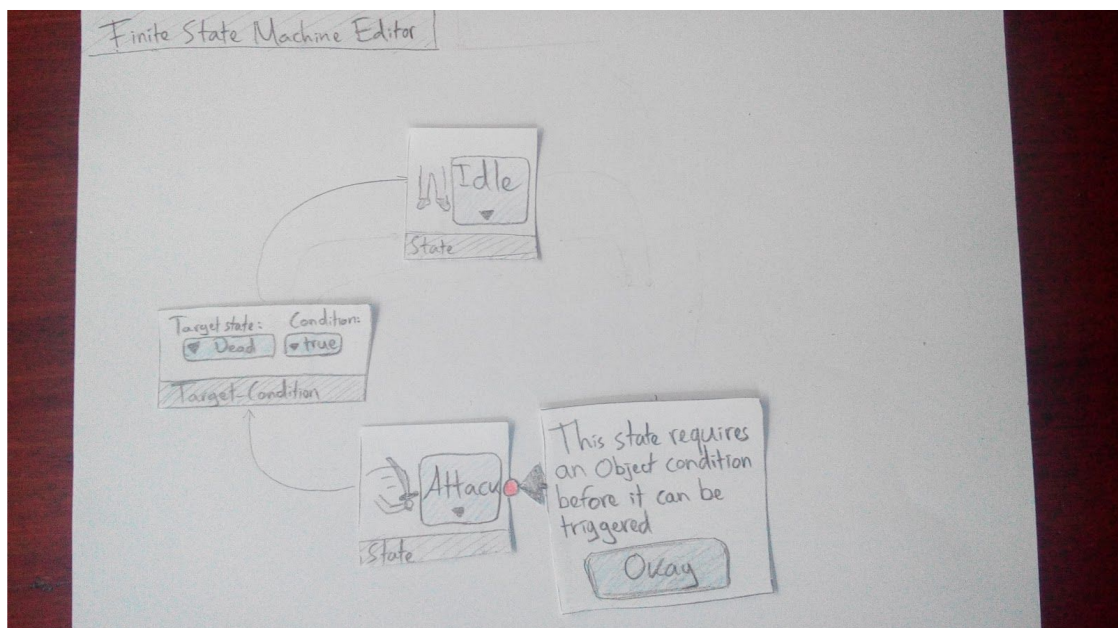 Finite State Machine Editor
Idle
State
Target state:
Condition:
Dead
true
Target-Condition
Attack
State
This state requires
an Object condition
before it can be
triggered
Okay